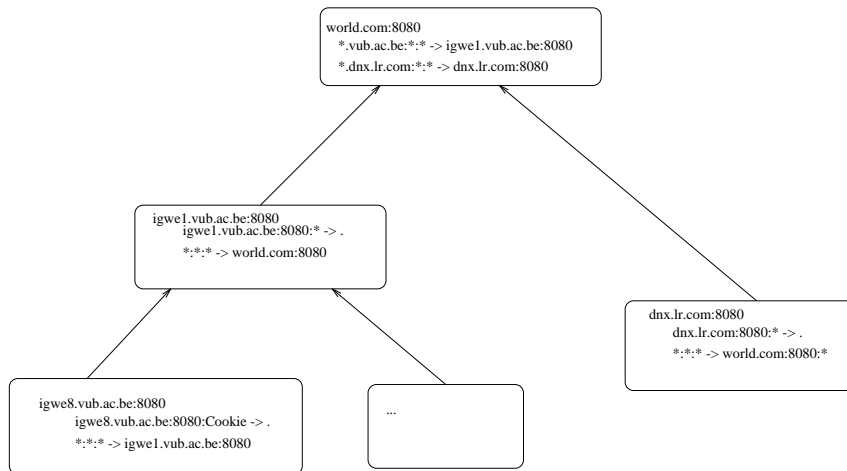 world.com:8080
*.vub.ac.be:*:* -> igwe1.vub.ac.be:8080
*.dnx.lr.com:*:* -> dnx.lr.com:8080
igwe1.vub.ac.be:8080
igwe1.vub.ac.be:8080:* -> .
*:*:* -> world.com:8080
dnx.lr.com:8080
dnx.lr.com:8080:* -> .
*:*:* -> world.com:8080:*
igwe8.vub.ac.be:8080
igwe8.vub.ac.be:8080:Cookie -> .
*:*:* -> igwe1.vub.ac.be:8080
...